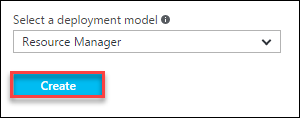 Select a deployment model
Resource Manager
Create